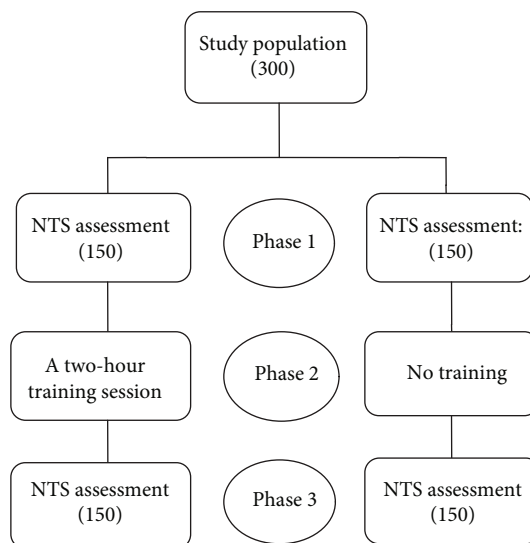 Study population
(300)
NTS assessment
(150)
Phase 1
NTS assessment:
(150)
A two-hour
training session
Phase 2
No training
NTS assessment
(150)
Phase 3
NTS assessment
(150)